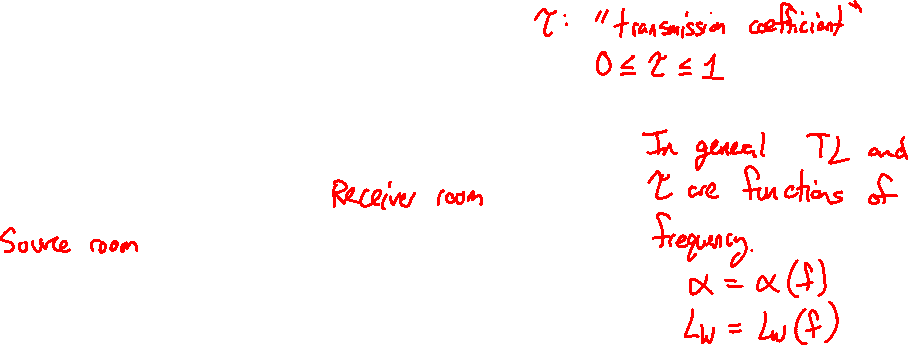 τ: "transmission coefficient"
0 ≤ τ ≤ 1
In general TL and
τ are functions of
frequency.
α = α(f)
Lw = Lw(f)
Receiver room
Source room